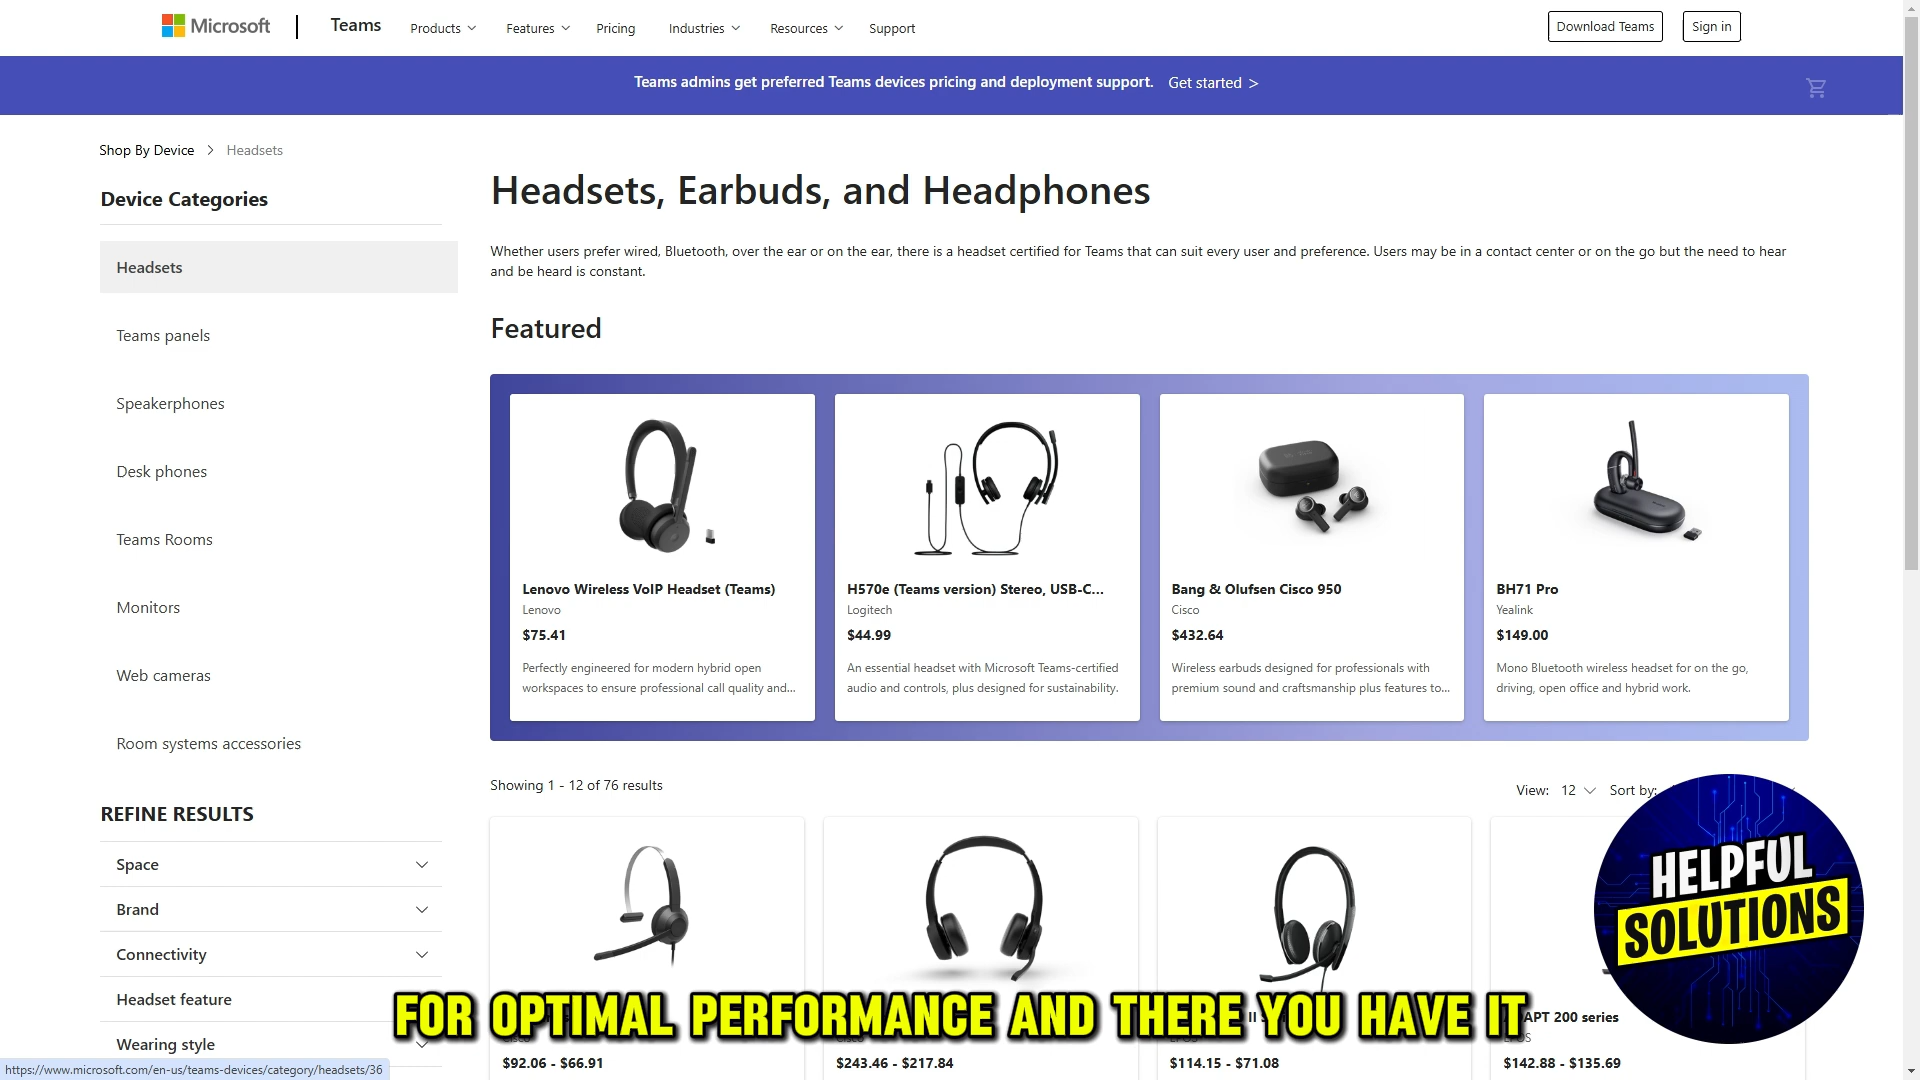 Microsoft
Teams
Products
Features
Pricing
Industries
Resources
Support
Download Teams
Sign in
Teams admins get preferred Teams devices pricing and deployment support. Get started >
Shop By Device > Headsets
Device Categories
Headsets
Teams panels
Speakerphones
Desk phones
Teams Rooms
Monitors
Web cameras
Room systems accessories
REFINE RESULTS
Space
Brand
Connectivity
Headset feature
Wearing style
Headsets, Earbuds, and Headphones
Whether users prefer wired, Bluetooth, over the ear or on the ear, there is a headset certified for Teams that can suit every user and preference. Users may be in a contact center or on the go but the need to hear
and be heard is constant.
Featured
Lenovo Wireless VoIP Headset (Teams)
Lenovo
$75.41
Perfectly engineered for modern hybrid open
workspaces to ensure professional call quality and...
H570e (Teams version) Stereo, USB-C...
Logitech
$44.99
An essential headset with Microsoft Teams-certified
audio and controls, plus designed for sustainability.
Bang & Olufsen Cisco 950
Cisco
$432.64
Wireless earbuds designed for professionals with
premium sound and craftsmanship plus features to...
BH71 Pro
Yealink
$149.00
Mono Bluetooth wireless headset for on the go,
driving, open office and hybrid work.
Showing 1 - 12 of 76 results
View: 12
Sort by:
HELPFUL
SOLUTIONS
FOR OPTIMAL PERFORMANCE AND THERE YOU HAVE IT
APT 200 series
$92.06 - $66.91
$243.46 - $217.84
$114.15 - $71.08
$142.88 - $135.69
https://www.microsoft.com/en-us/teams-devices/category/headsets/36